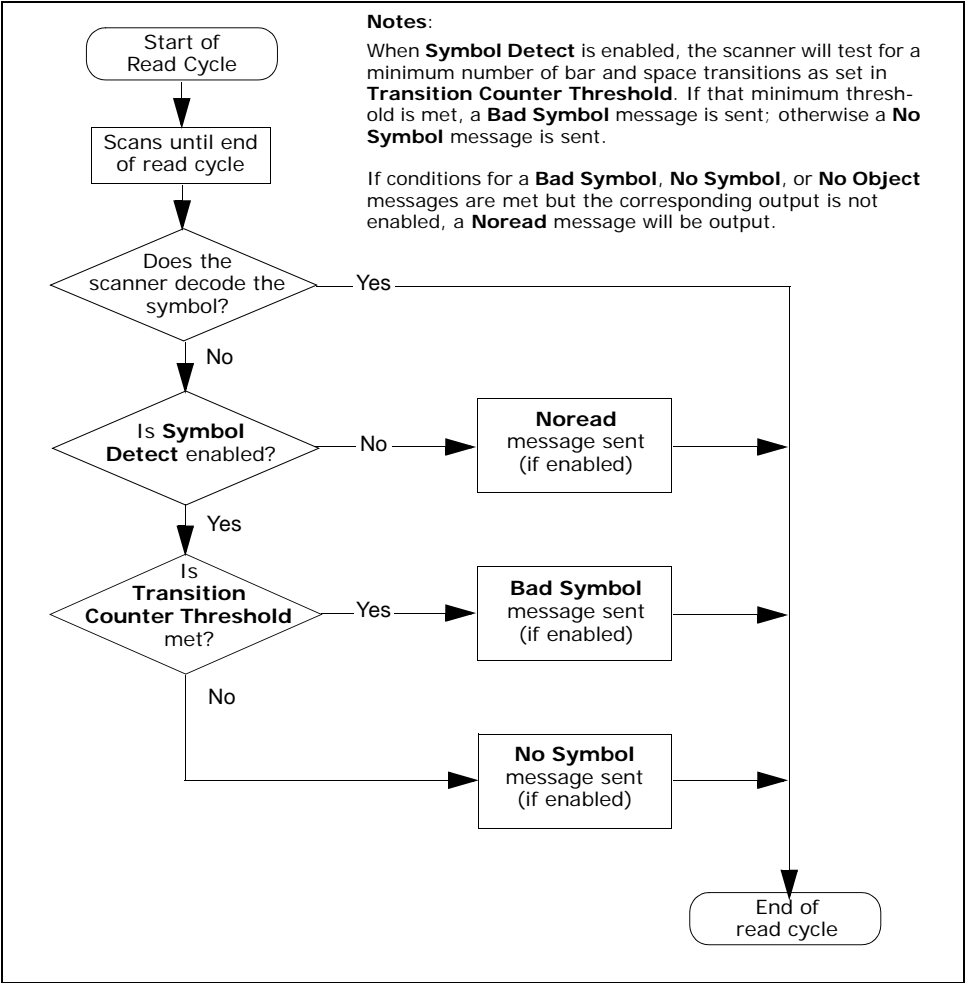 Start of
Read Cycle
Notes:
When Symbol Detect is enabled, the scanner will test for a
minimum number of bar and space transitions as set in
Transition Counter Threshold. If that minimum thresh-
old is met, a Bad Symbol message is sent; otherwise a No
Symbol message is sent.
If conditions for a Bad Symbol, No Symbol, or No Object
messages are met but the corresponding output is not
enabled, a Noread message will be output.
Scans until end
of read cycle
Does the
scanner decode the
symbol?
Yes
No
Is Symbol
Detect enabled?
No
Noread
message sent
(if enabled)
Yes
Is
Transition
Counter Threshold
met?
Yes
Bad Symbol
message sent
(if enabled)
No
No Symbol
message sent
(if enabled)
End of
read cycle